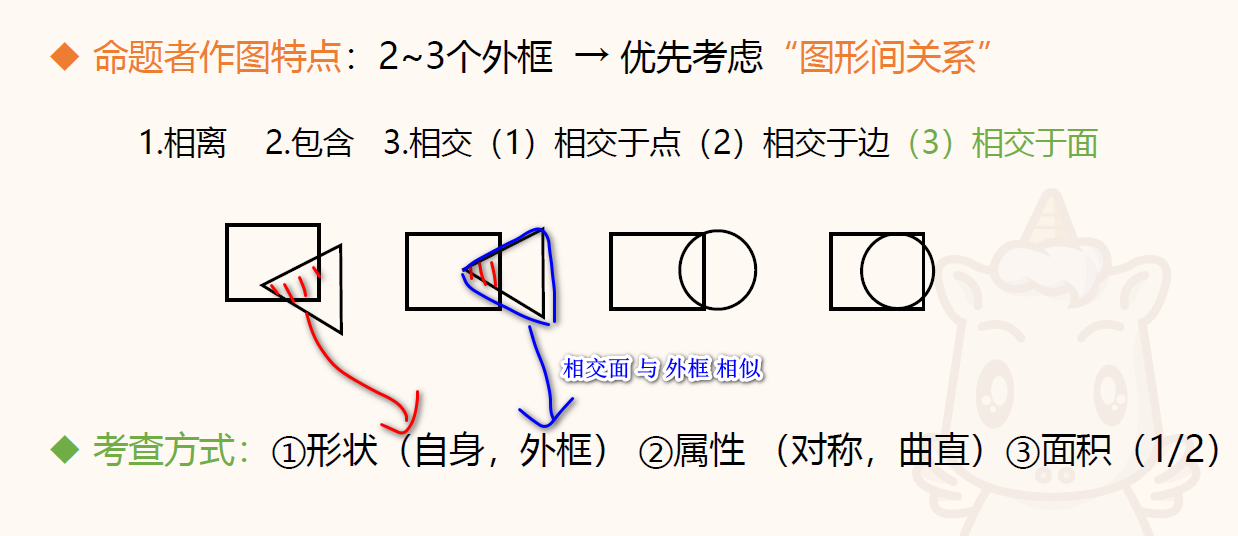 ◆ 命题者作图特点：2~3个外框 → 优先考虑“图形间关系”
1.相离 2.包含 3.相交（1）相交于点（2）相交于边（3）相交于面
相交面 与 外框 相似
◆ 考查方式：①形状（自身，外框） ②属性 （对称，曲直）③面积（1/2）